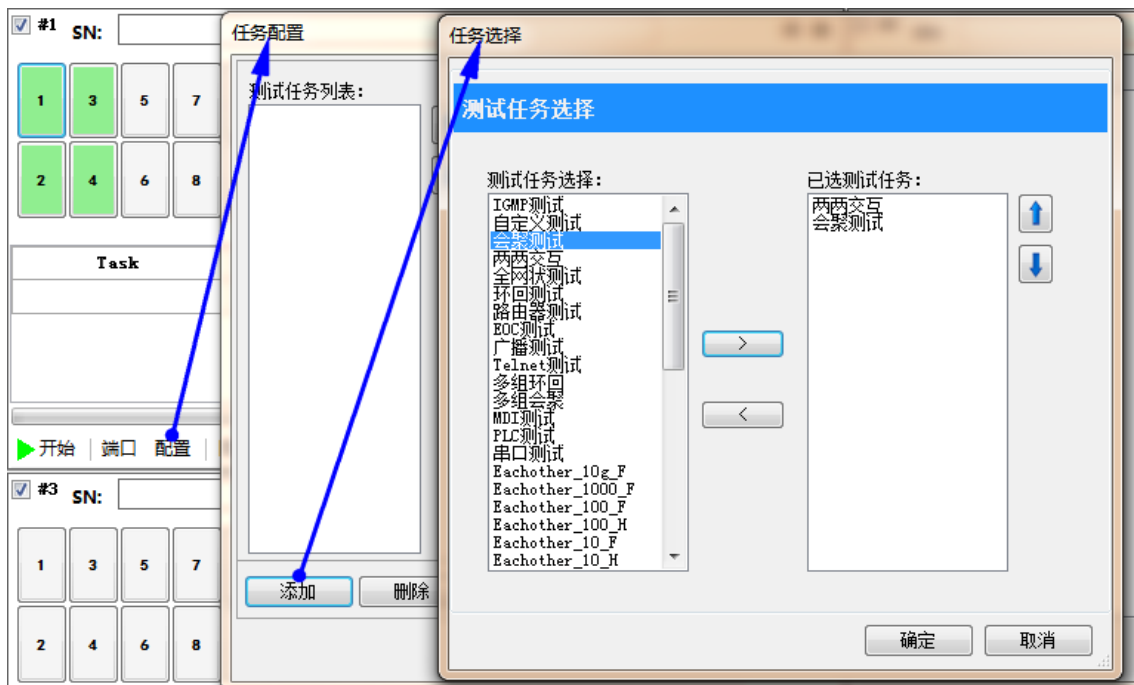 #1 SN:
1 3 5 7
2 4 6 8
Task
开始 端口 配置
#3 SN:
1 3 5 7
2 4 6 8
任务配置
测试任务列表:
添加 删除
任务选择
测试任务选择
测试任务选择:
IGMP测试
自定义测试
会聚测试
两两交互
全网状测试
环回测试
路由器测试
EOC测试
广播测试
Telnet测试
多组环回
多组会聚
MDI测试
PLC测试
串口测试
Eachother_10g_F
Eachother_1000_F
Eachother_100_F
Eachother_100_H
Eachother_10_F
Eachother_10_H
>
<
已选测试任务:
两两交互
会聚测试
确定 取消